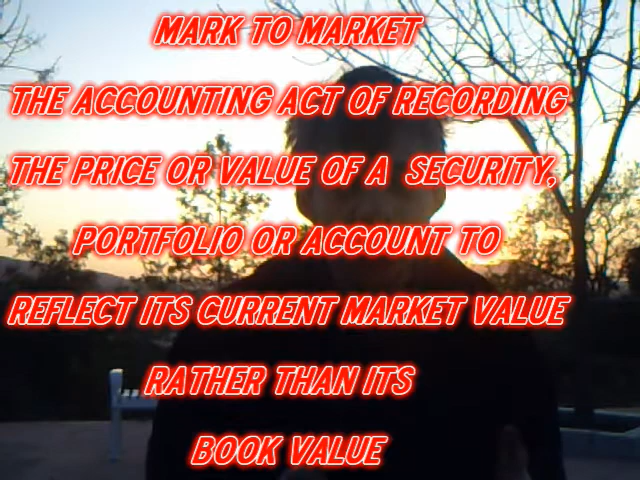 MARK TO MARKET
THE ACCOUNTING ACT OF RECORDING
THE PRICE OR VALUE OF A SECURITY,
PORTFOLIO OR ACCOUNT TO
REFLECT ITS CURRENT MARKET VALUE
RATHER THAN ITS
BOOK VALUE